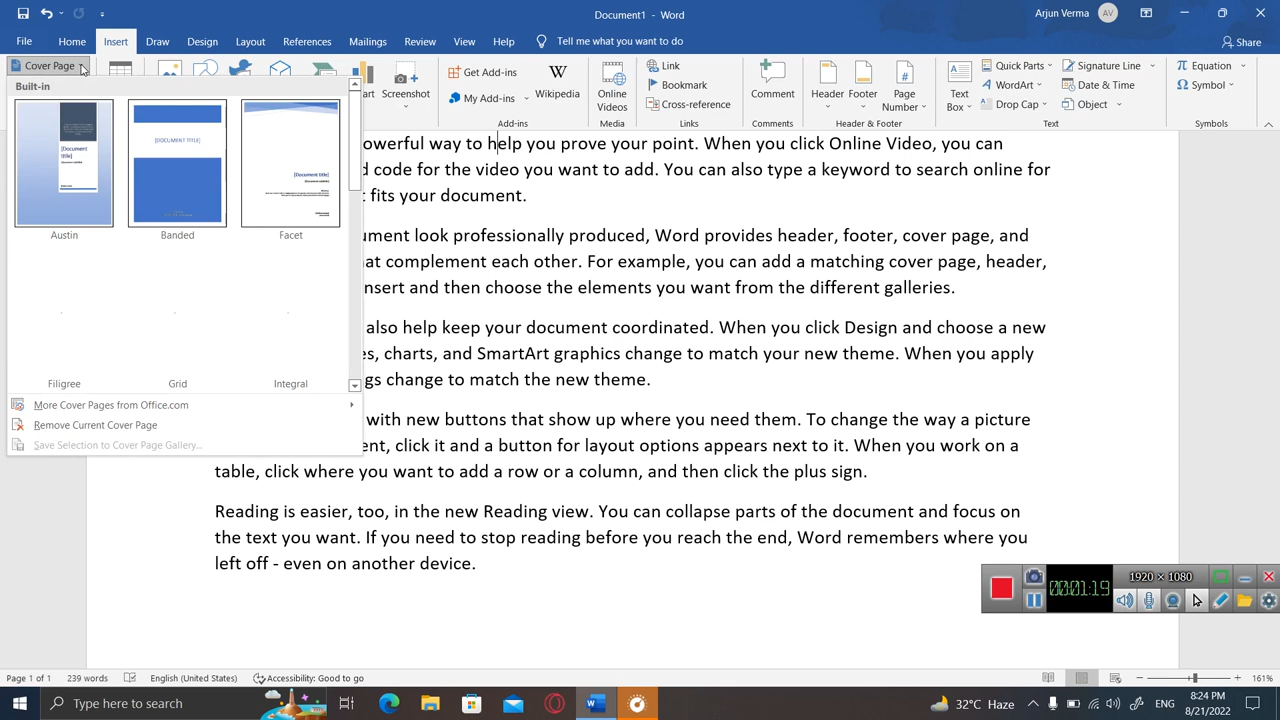 Document1 - Word
Arjun Verma AV
File Home Insert Draw Design Layout References Mailings Review View Help Tell me what you want to do Share
Cover Page
Screenshot
Get Add-ins
My Add-ins
Wikipedia
Add-ins
Online Videos
Media
Link
Bookmark
Cross-reference
Links
Comment
Comments
Header
Footer
Page Number
Header & Footer
Text Box
Quick Parts
WordArt
Drop Cap
Signature Line
Date & Time
Object
Text
Equation
Symbol
Symbols
Built-in
[Document title]
[DOCUMENT TITLE]
[Document title]
Austin Banded Facet
Filigree Grid Integral
More Cover Pages from Office.com
Remove Current Cover Page
Save Selection to Cover Page Gallery...
owerful way to help you prove your point. When you click Online Video, you can
d code for the video you want to add. You can also type a keyword to search online for
t fits your document.
ument look professionally produced, Word provides header, footer, cover page, and
hat complement each other. For example, you can add a matching cover page, header,
nsert and then choose the elements you want from the different galleries.
also help keep your document coordinated. When you click Design and choose a new
es, charts, and SmartArt graphics change to match your new theme. When you apply
gs change to match the new theme.
with new buttons that show up where you need them. To change the way a picture
ent, click it and a button for layout options appears next to it. When you work on a
table, click where you want to add a row or a column, and then click the plus sign.
Reading is easier, too, in the new Reading view. You can collapse parts of the document and focus on
the text you want. If you need to stop reading before you reach the end, Word remembers where you
left off - even on another device.
00:01:19
1920 × 1080
Page 1 of 1 239 words English (United States) Accessibility: Good to go 161%
Type here to search
32°C H
8:24 PM
8/21/2022